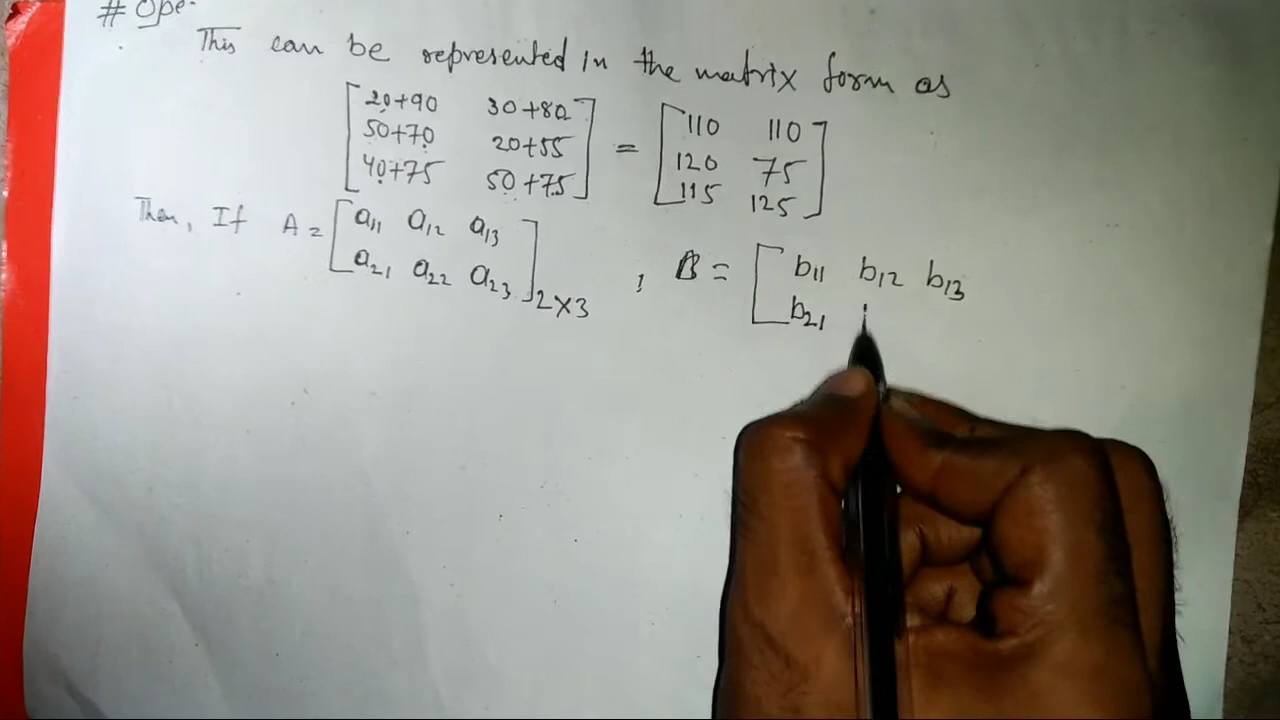 # Ope
This can be represented in the matrix form as
[20+90 30+80
50+70 20+55
40+75 50+75] = [110 110
120 75
115 125]
Then, If A = [a11 a12 a13
a21 a22 a23]2×3 ; B = [b11 b12 b13
b21